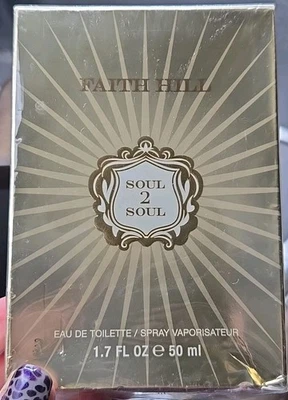 FAITH HILL
SOUL
2
SOUL
EAU DE TOILETTE / SPRAY VAPORISATEUR
1.7 FL OZ e 50 ml